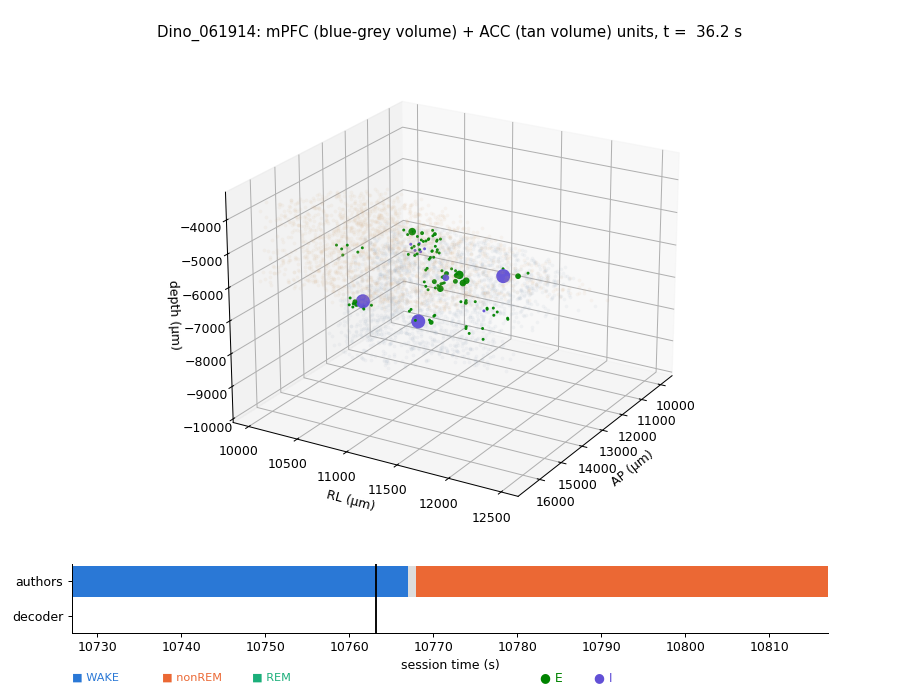 Dino_061914: mPFC (blue-grey volume) + ACC (tan volume) units, t =  36.2 s
−4000
−5000
−6000
−7000
−8000
−9000
−10000
depth (μm)
10000
10500
11000
11500
12000
12500
RL (μm)
10000
11000
12000
13000
14000
15000
16000
AP (μm)
authors
decoder
10730 10740 10750 10760 10770 10780 10790 10800 10810
session time (s)
WAKE nonREM REM E I